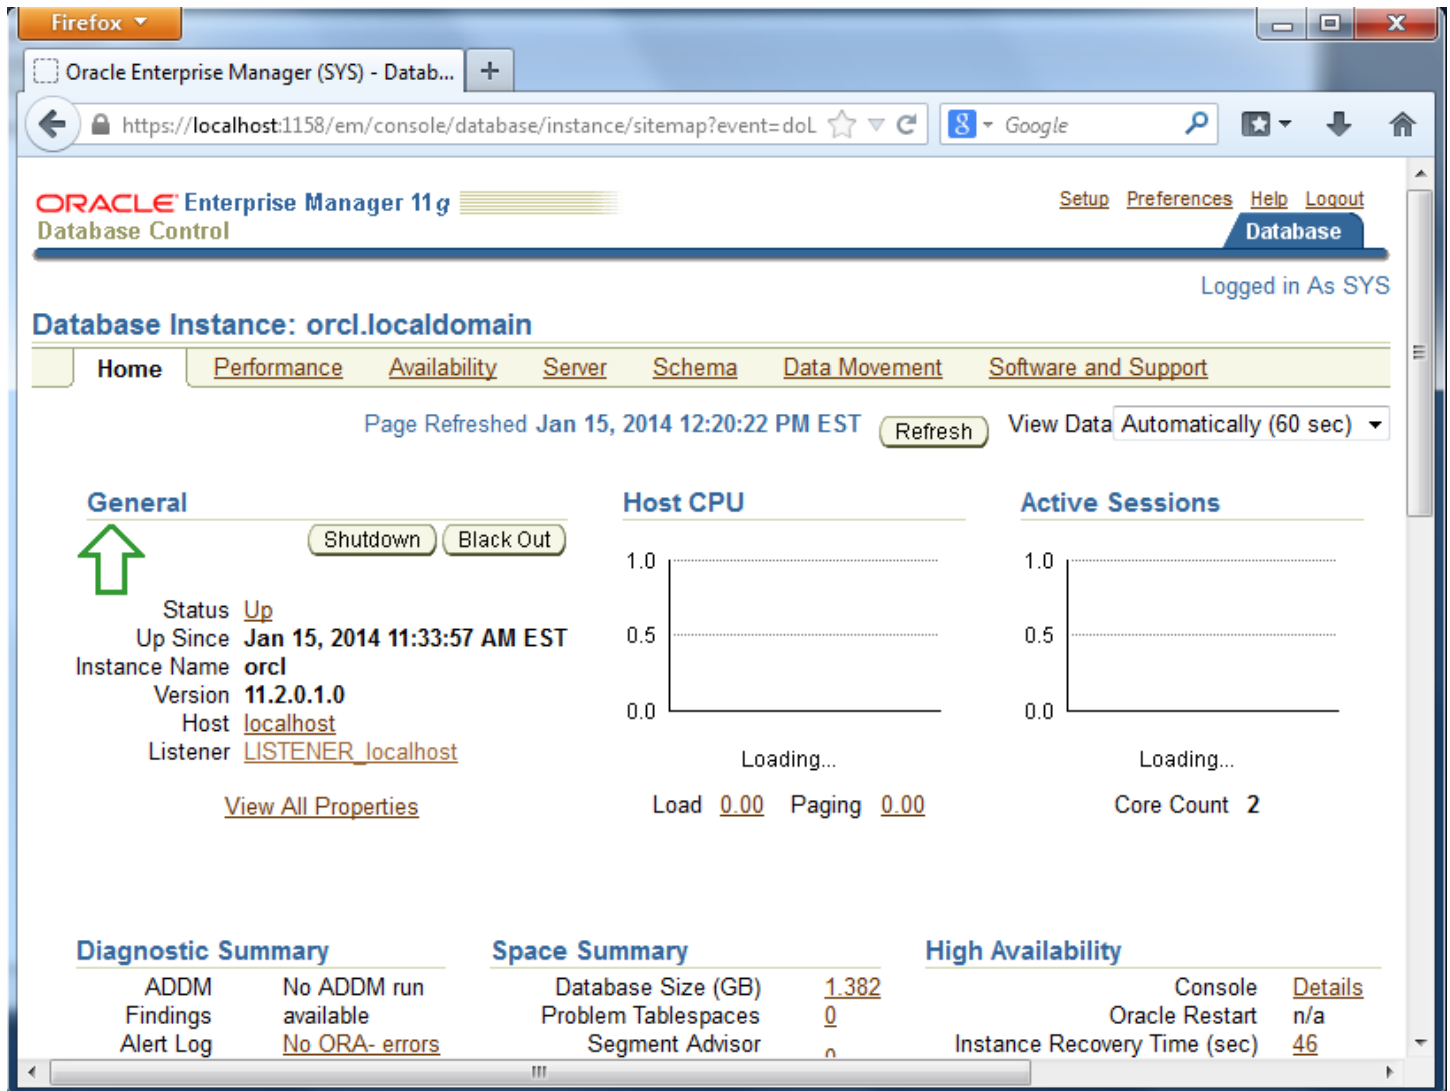 Firefox
Oracle Enterprise Manager (SYS) - Datab...
https://localhost:1158/em/console/database/instance/sitemap?event=doL
Google
ORACLE Enterprise Manager 11g
Database Control
Setup Preferences Help Logout
Database
Logged in As SYS
Database Instance: orcl.localdomain
Home Performance Availability Server Schema Data Movement Software and Support
Page Refreshed Jan 15, 2014 12:20:22 PM EST Refresh View Data Automatically (60 sec)
General
Shutdown Black Out
Status Up
Up Since Jan 15, 2014 11:33:57 AM EST
Instance Name orcl
Version 11.2.0.1.0
Host localhost
Listener LISTENER_localhost
View All Properties
Host CPU
1.0
0.5
0.0
Loading...
Load 0.00 Paging 0.00
Active Sessions
1.0
0.5
0.0
Loading...
Core Count 2
Diagnostic Summary
ADDM No ADDM run
Findings available
Alert Log No ORA- errors
Space Summary
Database Size (GB) 1.382
Problem Tablespaces 0
Segment Advisor
High Availability
Console Details
Oracle Restart n/a
Instance Recovery Time (sec) 46